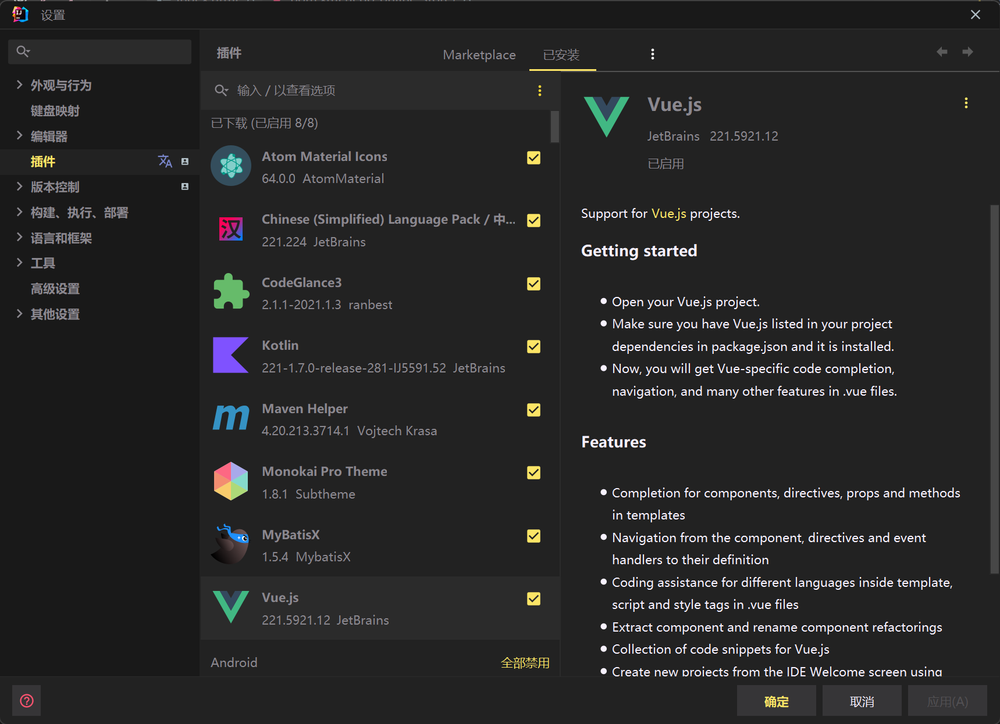 设置
外观与行为
键盘映射
编辑器
插件
版本控制
构建、执行、部署
语言和框架
工具
高级设置
其他设置
插件
Marketplace
已安装
输入 / 以查看选项
已下载 (已启用 8/8)
Atom Material Icons
64.0.0 AtomMaterial
汉
Chinese (Simplified) Language Pack / 中...
221.224 JetBrains
CodeGlance3
2.1.1-2021.1.3 ranbest
Kotlin
221-1.7.0-release-281-IJ5591.52 JetBrains
m
Maven Helper
4.20.213.3714.1 Vojtech Krasa
Monokai Pro Theme
1.8.1 Subtheme
MyBatisX
1.5.4 MybatisX
Vue.js
221.5921.12 JetBrains
Android 全部禁用
Vue.js
JetBrains 221.5921.12
已启用
Support for Vue.js projects.
Getting started
Open your Vue.js project.
Make sure you have Vue.js listed in your project
dependencies in package.json and it is installed.
Now, you will get Vue-specific code completion,
navigation, and many other features in .vue files.
Features
Completion for components, directives, props and methods
in templates
Navigation from the component, directives and event
handlers to their definition
Coding assistance for different languages inside template,
script and style tags in .vue files
Extract component and rename component refactorings
Collection of code snippets for Vue.js
Create new projects from the IDE Welcome screen using
确定
取消
应用(A)